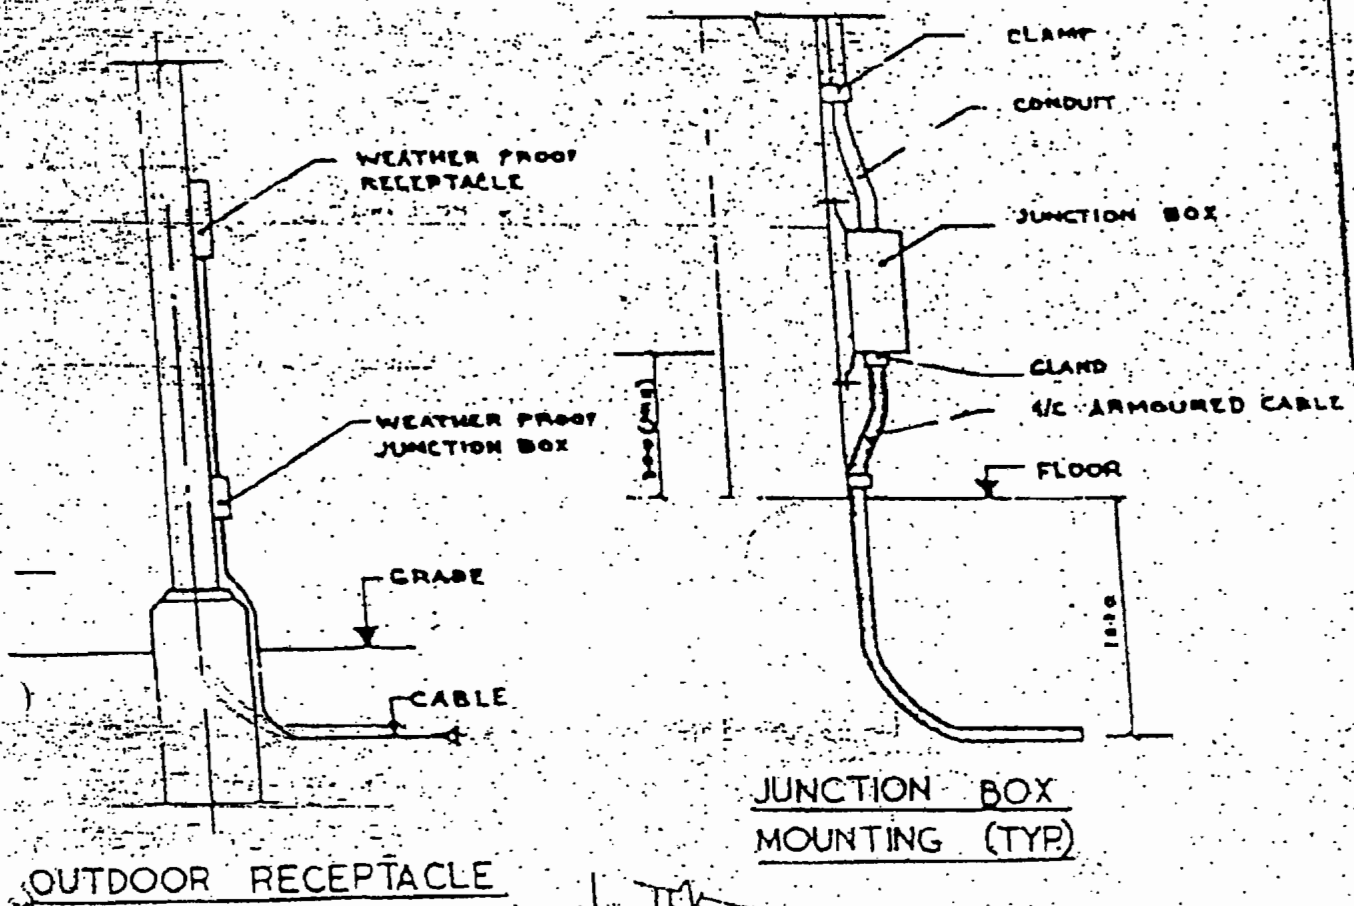 WEATHER PROOF
RECEPTACLE
WEATHER PROOF
JUNCTION BOX
GRADE
CABLE
OUTDOOR RECEPTACLE
CLAMP
CONDUIT
JUNCTION BOX
GLAND
4/C ARMOURED CABLE
FLOOR
JUNCTION BOX
MOUNTING (TYP.)